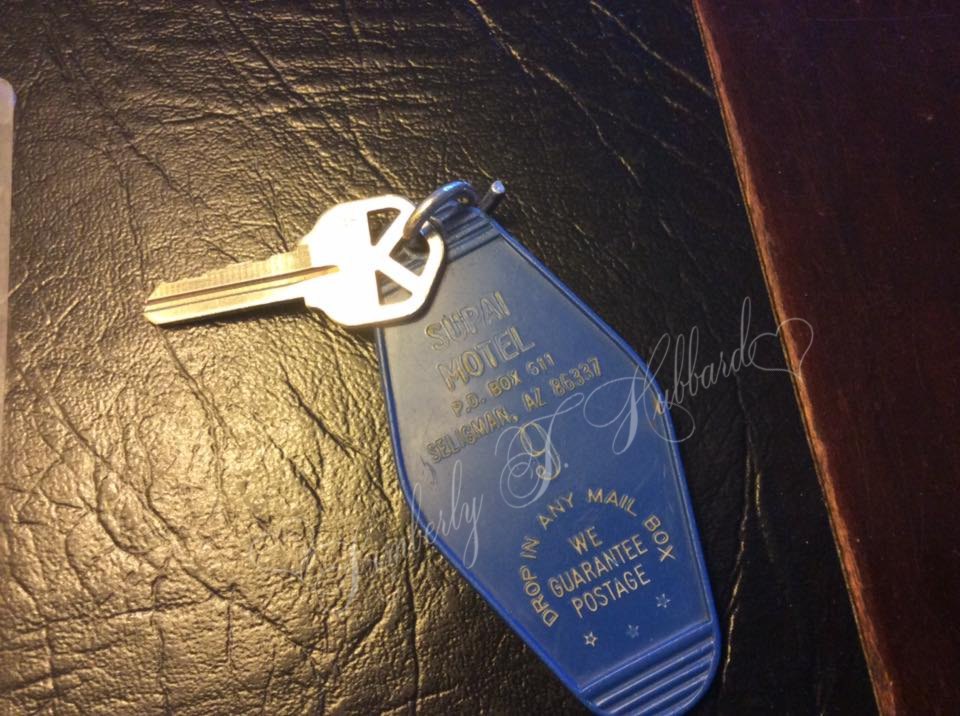 SUPAI
MOTEL
P.O. BOX 611
SELIGMAN, AZ 86337
9
DROP IN ANY MAIL BOX
WE
GUARANTEE
POSTAGE
Kimberly T. Hubbard